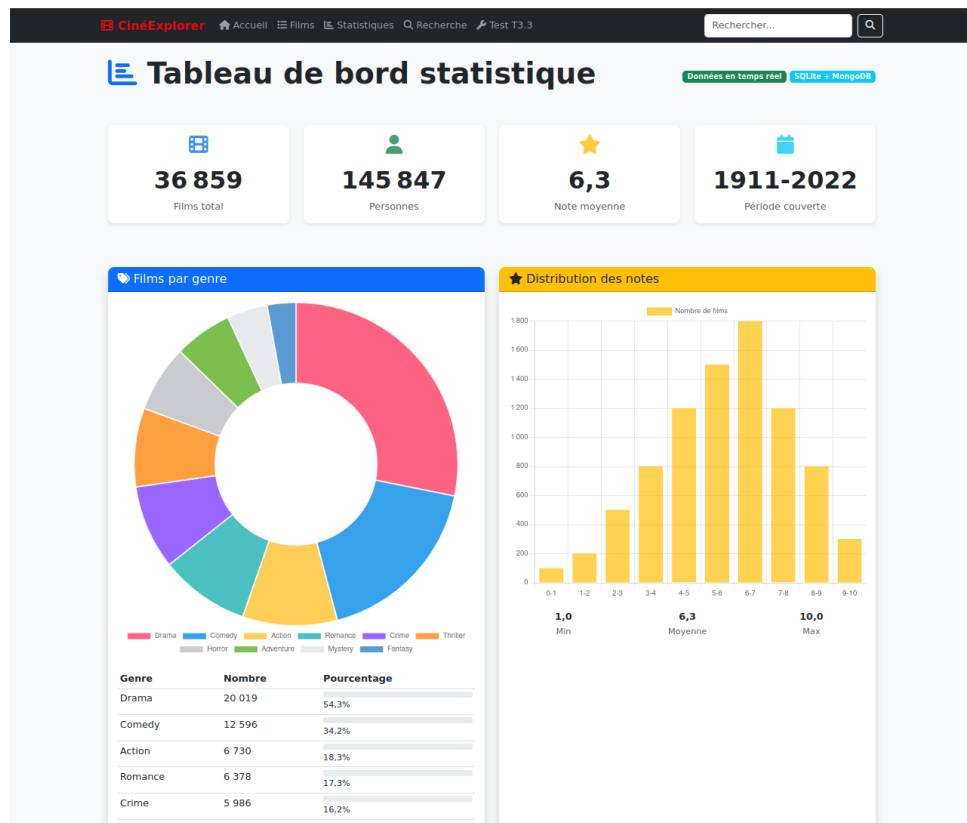 CinéExplorer Accueil Films Statistiques Recherche Test T3.3 Rechercher...
Tableau de bord statistique
Données en temps réel SQLite + MongoDB
36 859
Films total
145 847
Personnes
6,3
Note moyenne
1911-2022
Période couverte
Films par genre
Drama Comedy Action Romance Crime Thriller
Horror Adventure Mystery Fantasy
Genre Nombre Pourcentage
Drama 20 019 54,3%
Comedy 12 596 34,2%
Action 6 730 18,3%
Romance 6 378 17,3%
Crime 5 986 16,2%
Distribution des notes
Nombre de films
1 800
1 600
1 400
1 200
1 000
800
600
400
200
0
0-1 1-2 2-3 3-4 4-5 5-6 6-7 7-8 8-9 9-10
1,0 6,3 10,0
Min Moyenne Max